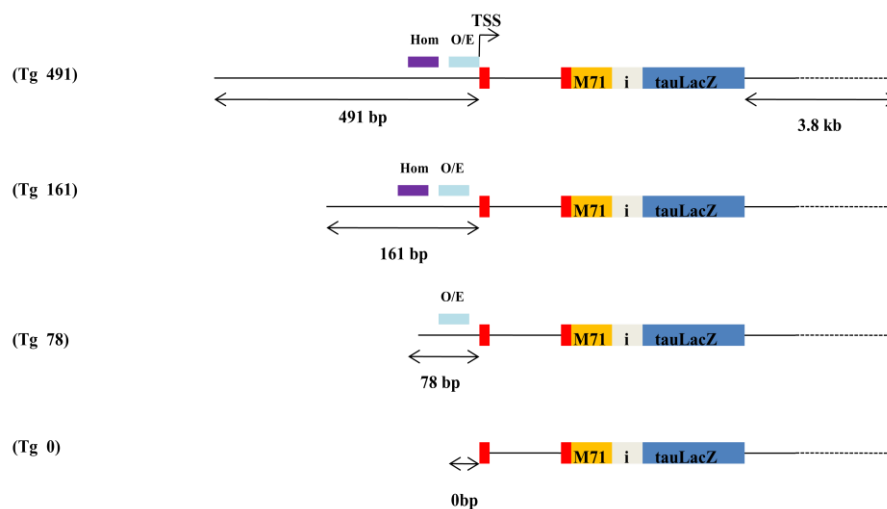 TSS
Hom O/E
(Tg 491)
M71 i tauLacZ
491 bp
3.8 kb
Hom O/E
(Tg 161)
M71 i tauLacZ
161 bp
O/E
(Tg 78)
M71 i tauLacZ
78 bp
(Tg 0)
M71 i tauLacZ
0bp